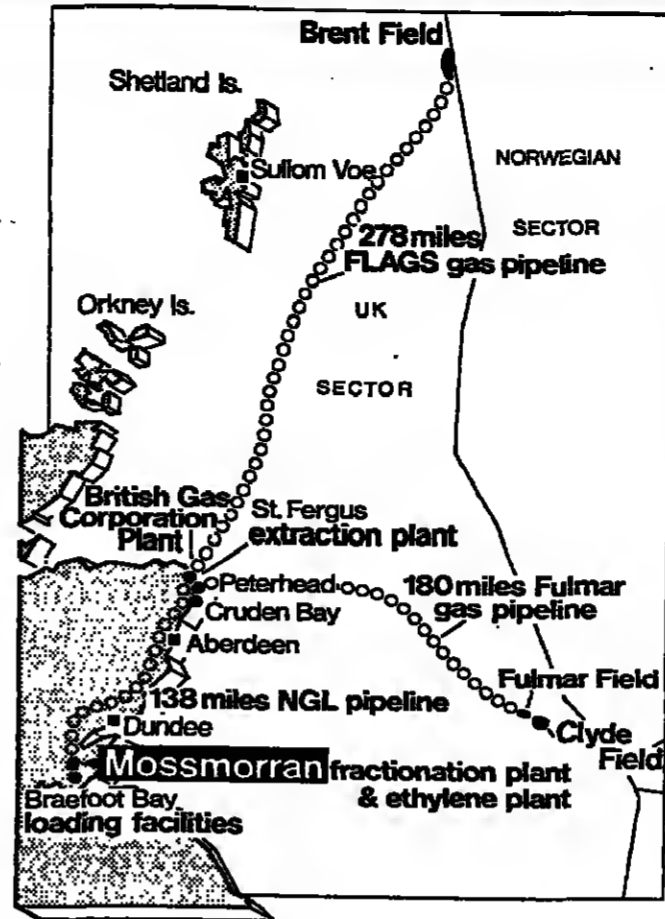 Brent Field
Shetland Is.
Sullom Voe
NORWEGIAN
SECTOR
278 miles
FLAGS gas pipeline
UK
SECTOR
Orkney Is.
British Gas
Corporation
Plant
St. Fergus
extraction plant
Peterhead
Cruden Bay
Aberdeen
180 miles Fulmar
gas pipeline
Fulmar Field
Clyde
Field
138 miles NGL pipeline
Dundee
Mossmorran fractionation plant
& ethylene plant
Braefoot Bay
loading facilities